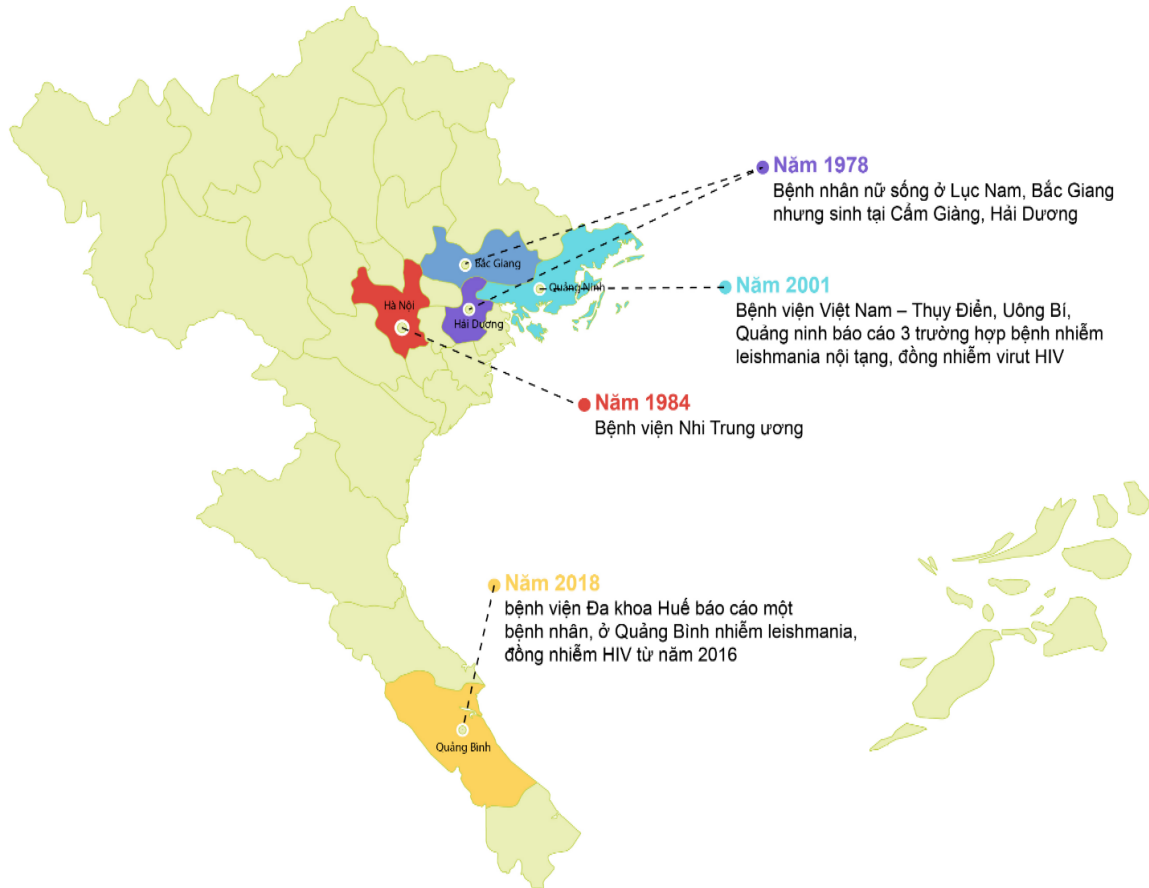 Năm 1978
Bệnh nhân nữ sống ở Lục Nam, Bắc Giang
nhưng sinh tại Cẩm Giàng, Hải Dương
Bắc Giang
Năm 2001
Quảng Ninh
Hà Nội
Bệnh viện Việt Nam – Thụy Điển, Uông Bí,
Quảng ninh báo cáo 3 trường hợp bệnh nhiễm
leishmania nội tạng, đồng nhiễm virut HIV
Hải Dương
Năm 1984
Bệnh viện Nhi Trung ương
Năm 2018
bệnh viện Đa khoa Huế báo cáo một
bệnh nhân, ở Quảng Bình nhiễm leishmania,
đồng nhiễm HIV từ năm 2016
Quảng Bình